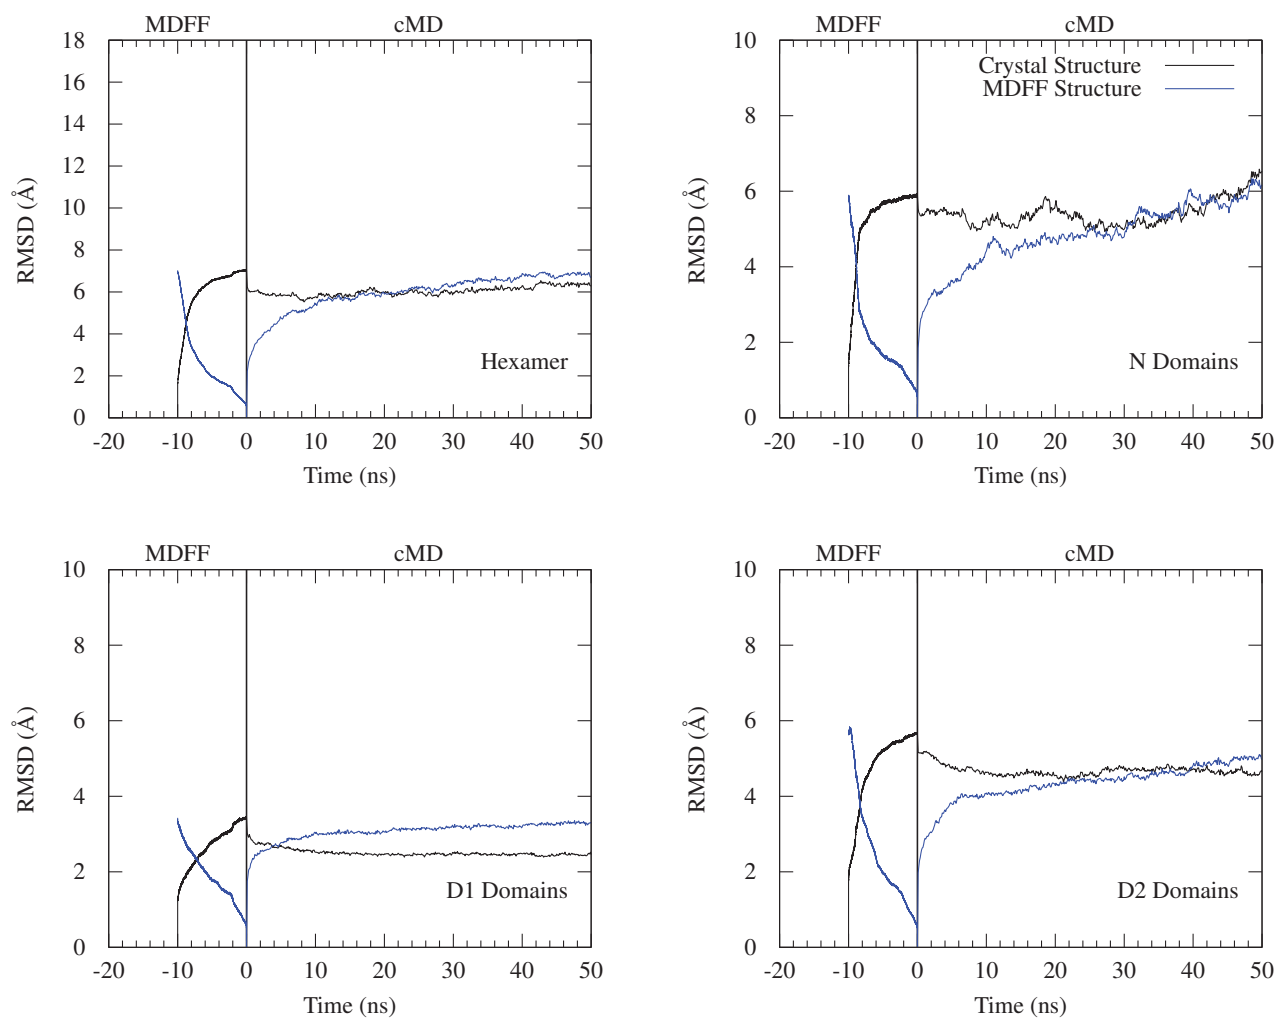 MDFF cMD
18
16
14
12
10
8
6
4
2
0
RMSD (Å)
Hexamer
-20 -10 0 10 20 30 40 50
Time (ns)
MDFF cMD
10
8
6
4
2
0
RMSD (Å)
Crystal Structure
MDFF Structure
N Domains
-20 -10 0 10 20 30 40 50
Time (ns)
MDFF cMD
10
8
6
4
2
0
RMSD (Å)
D1 Domains
-20 -10 0 10 20 30 40 50
Time (ns)
MDFF cMD
10
8
6
4
2
0
RMSD (Å)
D2 Domains
-20 -10 0 10 20 30 40 50
Time (ns)